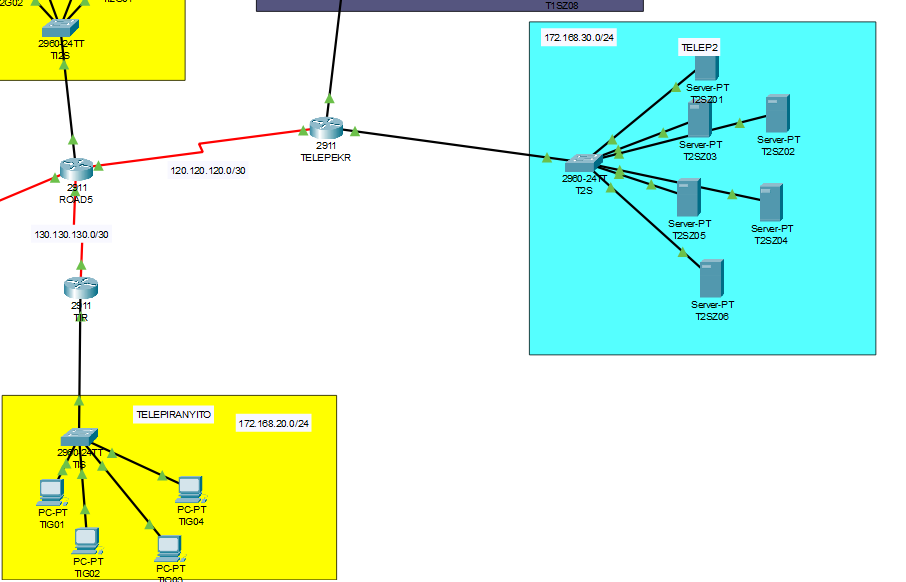 2960-24TT
TI2S
T1SZ08
172.168.30.0/24
TELEP2
Server-PT
T2SZ01
Server-PT
T2SZ03
Server-PT
T2SZ02
2911
TELEPEKR
120.120.120.0/30
2911
ROAD5
2960-24TT
T2S
Server-PT
T2SZ05
Server-PT
T2SZ04
130.130.130.0/30
2911
TIR
Server-PT
T2SZ06
TELEPIRANYITO
172.168.20.0/24
2960-24TT
TIS
PC-PT
TIG01
PC-PT
TIG04
PC-PT
TIG02
PC-PT
TIG03